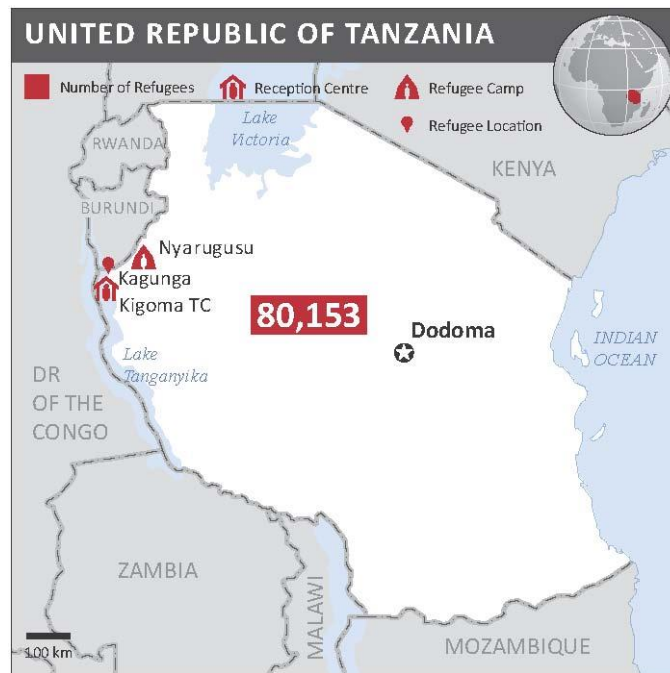 UNITED REPUBLIC OF TANZANIA
Number of Refugees
Reception Centre
Refugee Camp
Refugee Location
Lake
Victoria
RWANDA
KENYA
BURUNDI
Nyarugusu
Kagunga
Kigoma TC
80,153
Dodoma
INDIAN
OCEAN
Lake
Tanganyika
DR
OF THE
CONGO
ZAMBIA
MALAWI
MOZAMBIQUE
100 km